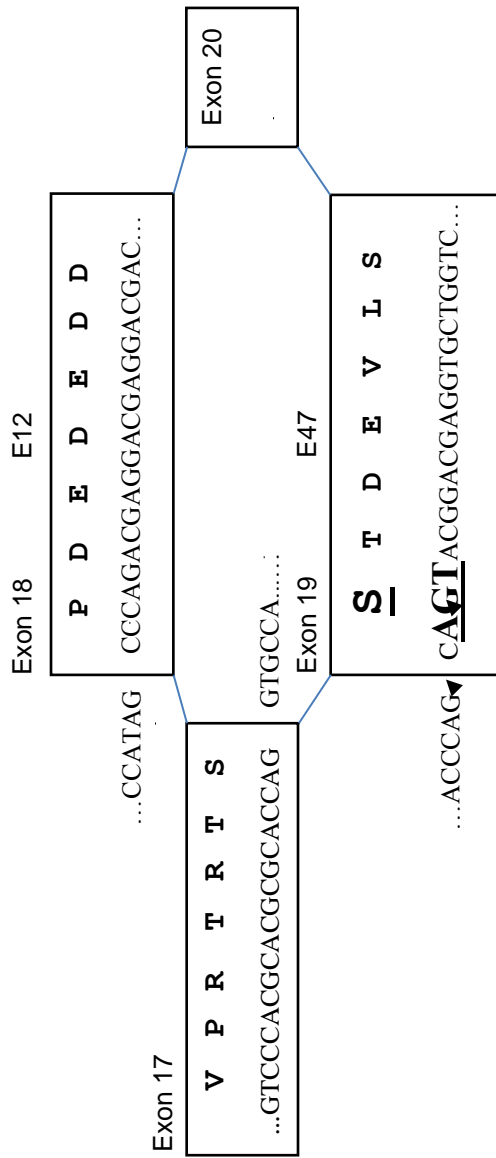 Exon 18 E12
P D E D E D D
…CCATAG CCCAGACGAGGACGAGGACGAC…
Exon 17
Exon 20
V P R T R T S
...GTCCCACGCACGCGCACCAG GTGCCA……
Exon 19 E47
S T D E V L S
…ACCCAG CAGTACGGACGAGGTGCTGGTC…